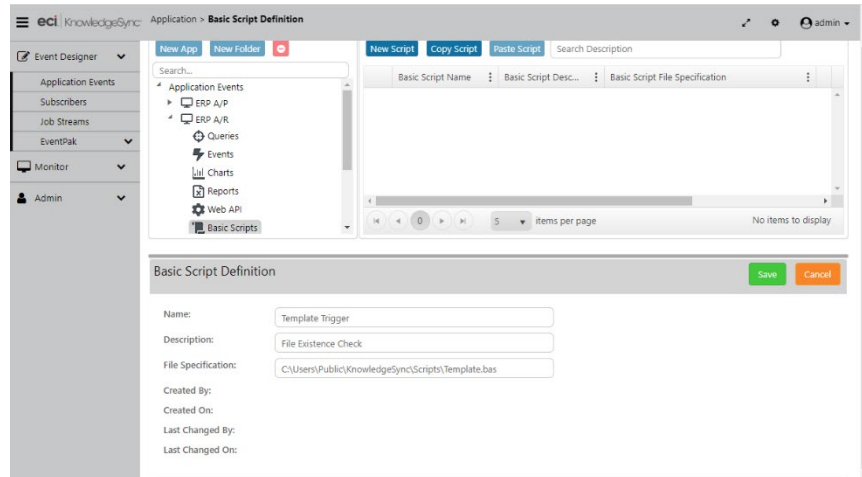 eci KnowledgeSync
Application > Basic Script Definition
admin
Event Designer
Application Events
Subscribers
Job Streams
EventPak
Monitor
Admin
New App New Folder
Search...
Application Events
ERP A/P
ERP A/R
Queries
Events
Charts
Reports
Web API
Basic Scripts
New Script Copy Script Paste Script Search Description
Basic Script Name Basic Script Desc... Basic Script File Specification
0 5 items per page No items to display
Basic Script Definition Save Cancel
Name: Template Trigger
Description: File Existence Check
File Specification: C:\Users\Public\KnowledgeSync\Scripts\Template.bas
Created By:
Created On:
Last Changed By:
Last Changed On: